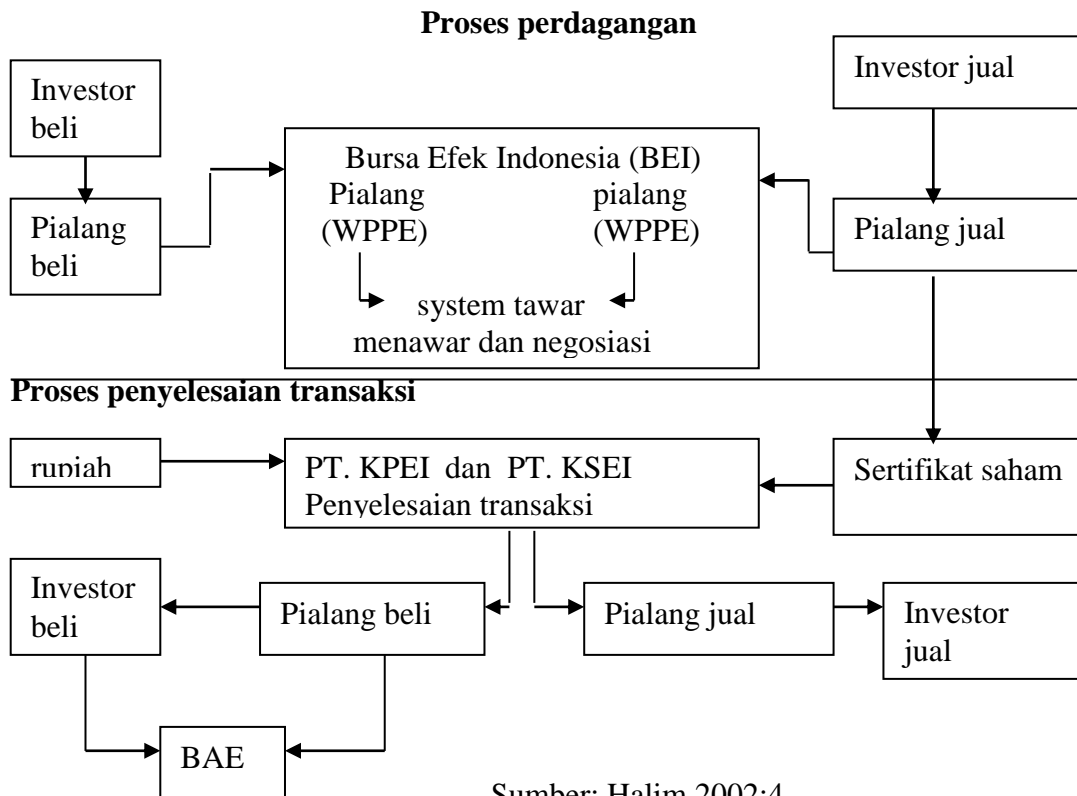 Proses perdagangan
Investor
beli
Investor jual
Bursa Efek Indonesia (BEI)
Pialang
(WPPE)
pialang
(WPPE)
Pialang
beli
Pialang jual
system tawar
menawar dan negosiasi
Proses penyelesaian transaksi
rupiah
PT. KPEI dan PT. KSEI
Penyelesaian transaksi
Sertifikat saham
Investor
beli
Pialang beli
Pialang jual
Investor
jual
BAE
Sumber: Halim 2002:4